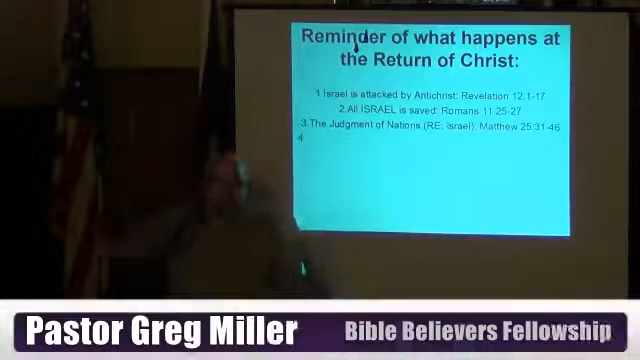 Reminder of what happens at
the Return of Christ:
1 Israel is attacked by Antichrist: Revelation 12:1-17
2.All ISRAEL is saved: Romans 11 25-27
3.The Judgment of Nations (RE: Israel): Matthew 25:31-46
4
Pastor Greg Miller
Bible Believers Fellowship